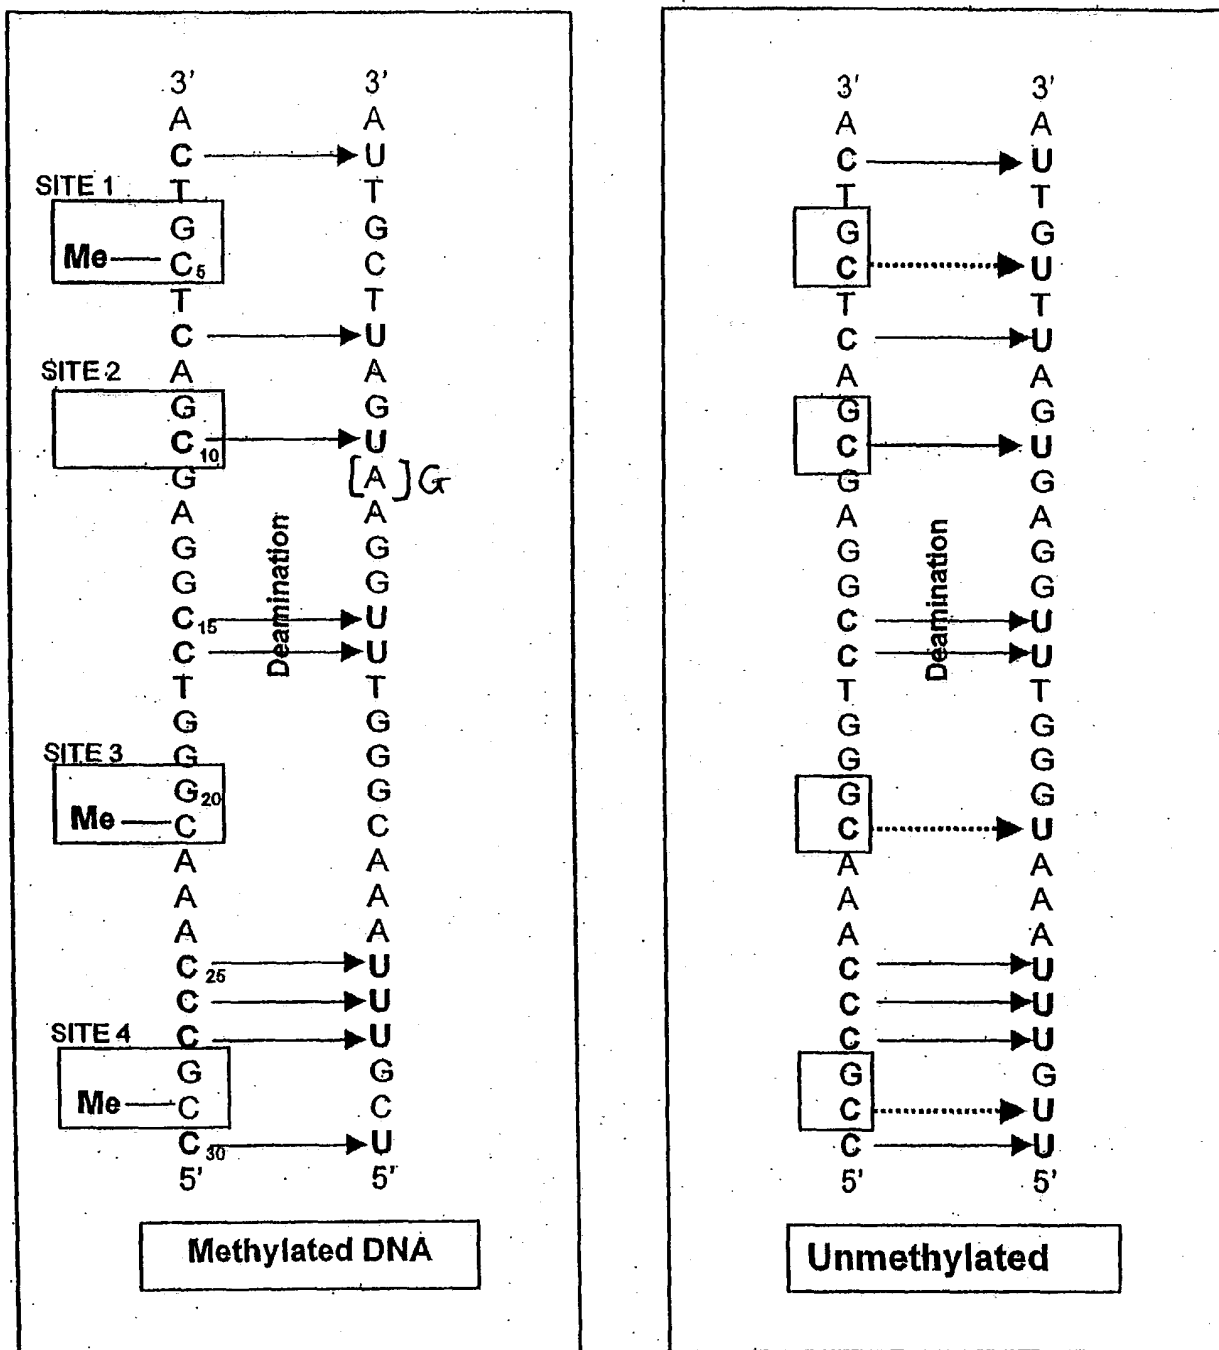 3' 3'
A A
C U
SITE 1
T T
G G
Me C5 C
T T
C U
SITE 2
A A
G G
C10 U
G [A] G
A A
G G
G G
C15 U
C U
Deamination
T T
G G
SITE 3
G G
G20 G
Me C C
A A
A A
A A
C25 U
C U
SITE 4
C U
G G
Me C C
C30 U
5' 5'
Methylated DNA
3' 3'
A A
C U
T T
G G
C U
T T
C U
A A
G G
C U
G G
A A
G G
G G
C U
C U
Deamination
T T
G G
G G
G G
C U
A A
A A
A A
C U
C U
C U
G G
C U
C U
5' 5'
Unmethylated